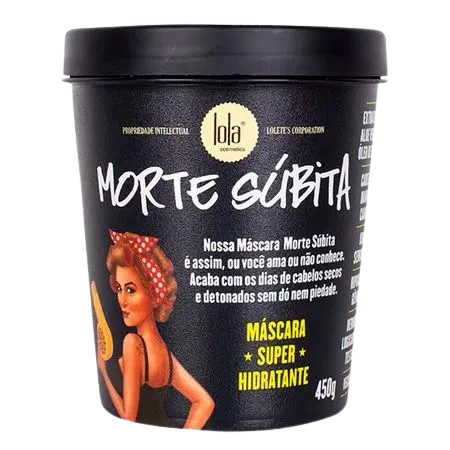 PROPRIEDADE INTELECTUAL
lola®
cosmetics
LOLETE'S CORPORATION
MORTE SÚBITA
Nossa Máscara Morte Súbita
é assim, ou você ama ou não conhece.
Acaba com os dias de cabelos secos
e detonados sem dó nem piedade.
MÁSCARA
★ SUPER ★
HIDRATANTE
450g